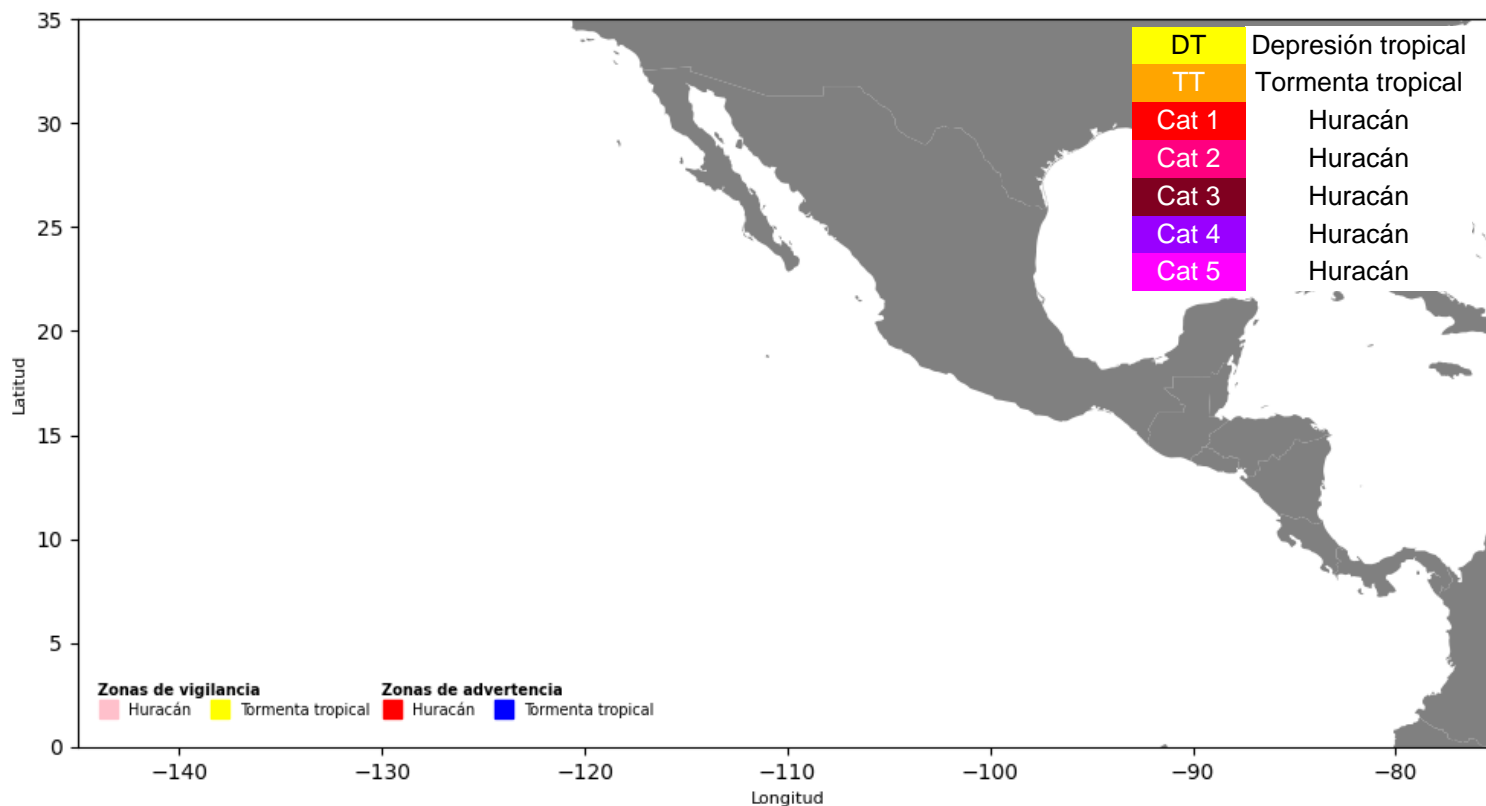 35
30
25
20
15
10
5
0
Latitud
DT Depresión tropical
TT Tormenta tropical
Cat 1 Huracán
Cat 2 Huracán
Cat 3 Huracán
Cat 4 Huracán
Cat 5 Huracán
Zonas de vigilancia Zonas de advertencia
Huracán Tormenta tropical Huracán Tormenta tropical
−140 −130 −120 −110 −100 −90 −80
Longitud